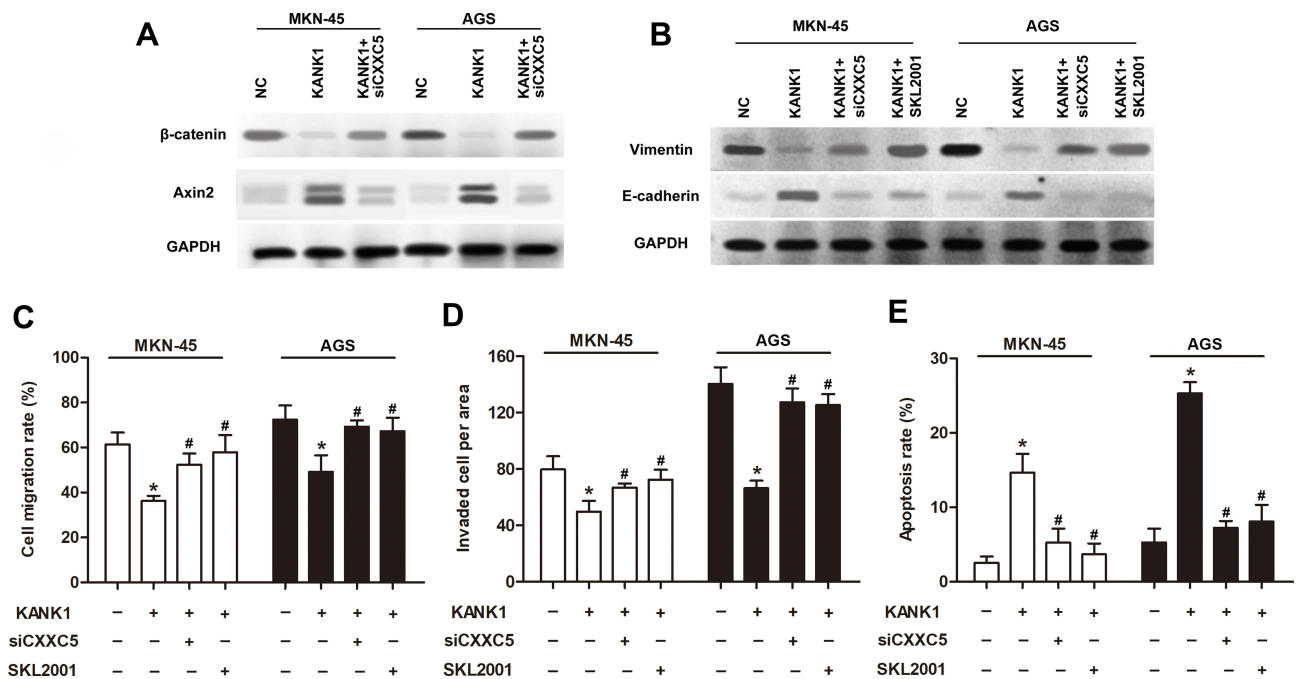 A
MKN-45 AGS
NC KANK1 KANK1+ siCXXC5 NC KANK1 KANK1+ siCXXC5
β-catenin
Axin2
GAPDH
B
MKN-45 AGS
NC KANK1 KANK1+ siCXXC5 KANK1+ SKL2001 NC KANK1 KANK1+ siCXXC5 KANK1+ SKL2001
Vimentin
E-cadherin
GAPDH
C
MKN-45 AGS
Cell migration rate (%)
100
80
60
40
20
0
* # # * # #
KANK1 – + + + – + + +
siCXXC5 – – + – – – + –
SKL2001 – – – + – – – +
D
MKN-45 AGS
Invaded cell per area
160
120
80
40
0
* # # * # #
KANK1 – + + + – + + +
siCXXC5 – – + – – – + –
SKL2001 – – – + – – – +
E
MKN-45 AGS
Apoptosis rate (%)
30
20
10
0
* # # * # #
KANK1 – + + + – + + +
siCXXC5 – – + – – – + –
SKL2001 – – – + – – – +